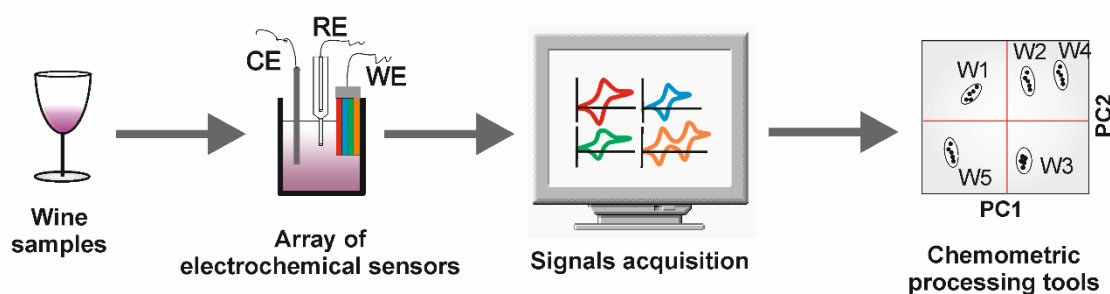 RE
CE
WE
W2 W4
W1
PC2
W5
W3
PC1
Wine
samples
Array of
electrochemical sensors
Signals acquisition
Chemometric
processing tools